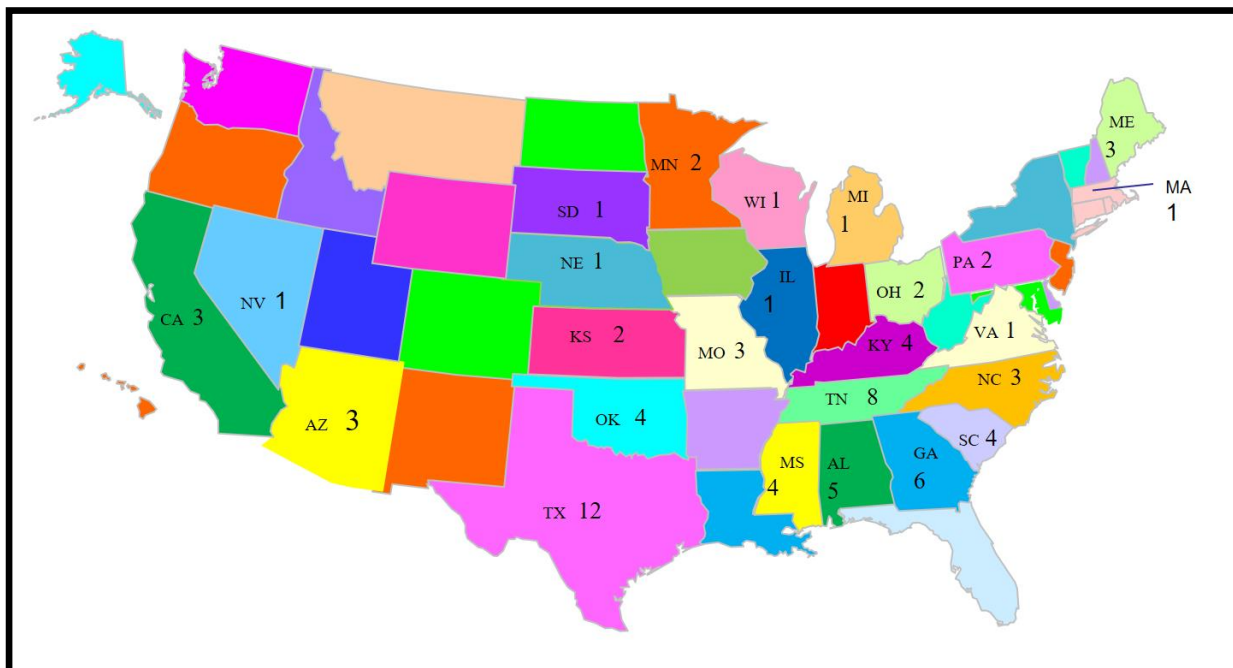 ME
3
MN 2
MA
1
WI 1
MI
1
SD 1
PA 2
NE 1
IL
1
OH 2
NV 1
CA 3
VA 1
KS 2
KY 4
MO 3
NC 3
TN 8
AZ 3
OK 4
SC 4
GA
6
MS
4
AL
5
TX 12